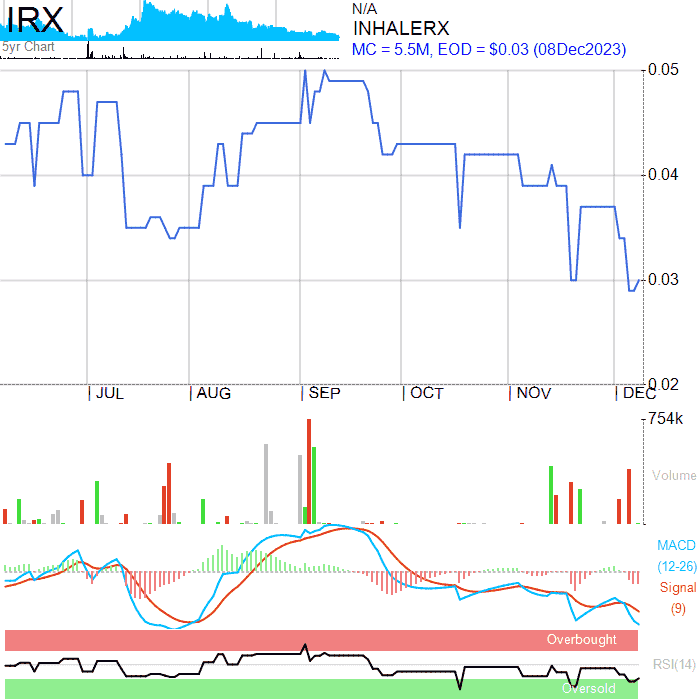 IRX
5yr Chart
N/A
INHALERX
MC = 5.5M, EOD = $0.03 (08Dec2023)
0.05
0.04
0.03
0.02
JUL AUG SEP OCT NOV DEC
754k
Volume
MACD
(12-26)
Signal
(9)
Overbought
RSI(14)
Oversold